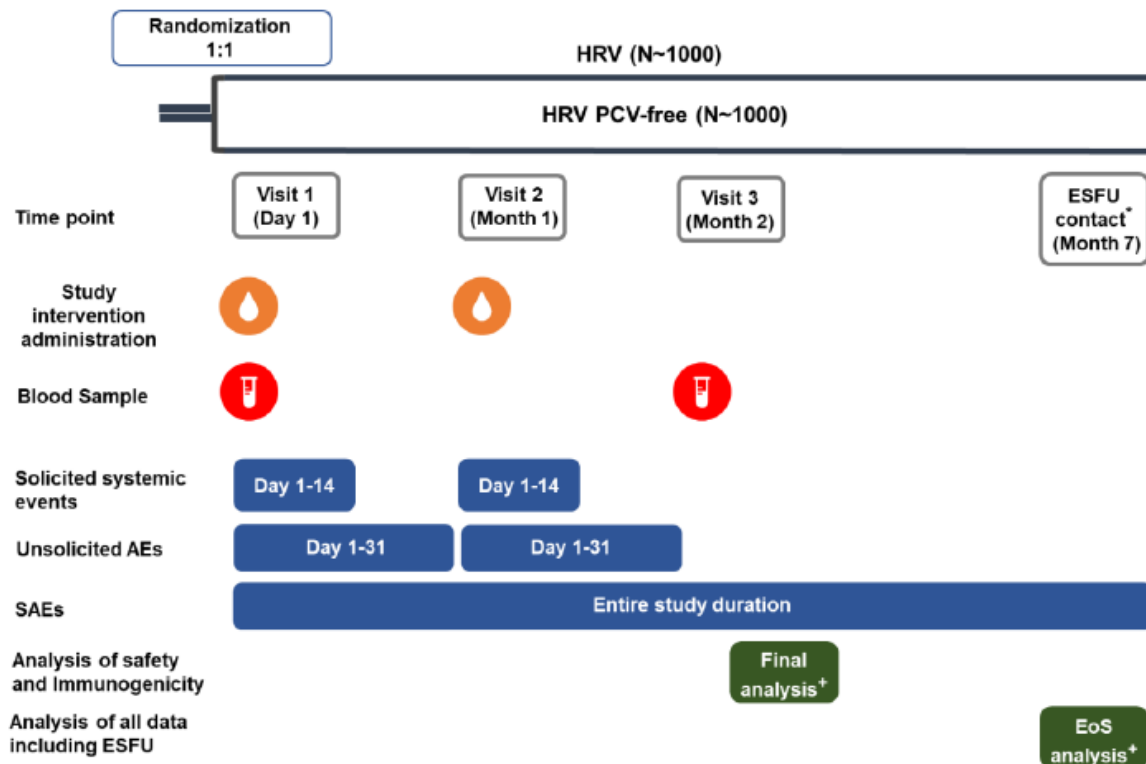 Randomization
1:1
HRV (N~1000)
HRV PCV-free (N~1000)
Time point
Visit 1
(Day 1)
Visit 2
(Month 1)
Visit 3
(Month 2)
ESFU
contact*
(Month 7)
Study
intervention
administration
Blood Sample
Solicited systemic
events
Day 1-14
Day 1-14
Unsolicited AEs
Day 1-31
Day 1-31
SAEs
Entire study duration
Analysis of safety
and Immunogenicity
Final
analysis+
Analysis of all data
including ESFU
EoS
analysis+